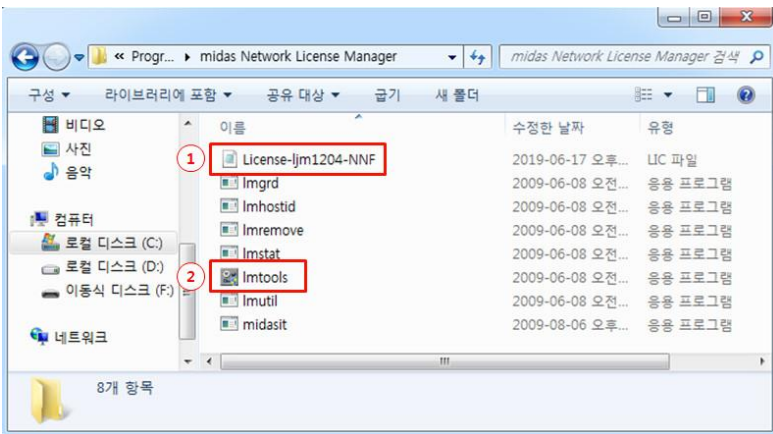 « Progr... ▸ midas Network License Manager
midas Network License Manager 검색
구성 ▼ 라이브러리에 포함 ▼ 공유 대상 ▼ 굽기 새 폴더
비디오
사진
음악
컴퓨터
로컬 디스크 (C:)
로컬 디스크 (D:)
이동식 디스크 (F:)
네트워크
이름 수정한 날짜 유형
1 License-ljm1204-NNF 2019-06-17 오후... LIC 파일
lmgrd 2009-06-08 오전... 응용 프로그램
lmhostid 2009-06-08 오전... 응용 프로그램
lmremove 2009-06-08 오전... 응용 프로그램
lmstat 2009-06-08 오전... 응용 프로그램
2 lmtools 2009-06-08 오전... 응용 프로그램
lmutil 2009-06-08 오전... 응용 프로그램
midasit 2009-08-06 오후... 응용 프로그램
8개 항목